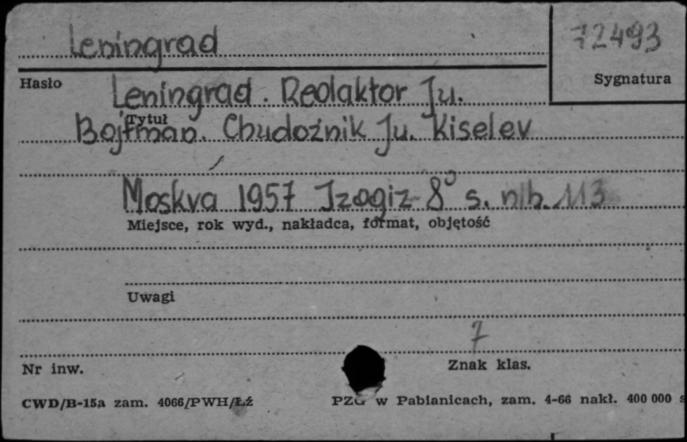 Leningrad
72493
Hasło
Sygnatura
Leningrad. Redaktor Ju.
Tytuł
Bojfman. Chudožnik Ju. Kiselev
Moskva 1957 Izogiz 8° s. nlb. 113
Miejsce, rok wyd., nakładca, format, objętość
Uwagi
7
Nr inw.
Znak klas.
CWD/B-15a zam. 4066/PWH/Łź
PZG w Pabianicach, zam. 4-66 nakł. 400 000 s